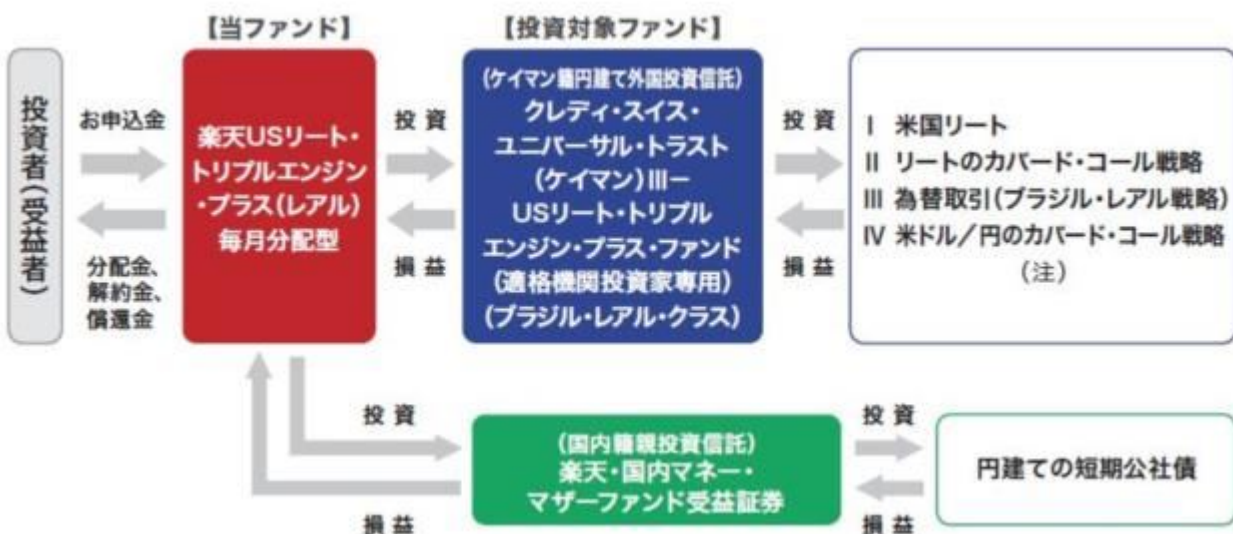 【当ファンド】
【投資対象ファンド】
投資者(受益者)
お申込金
分配金、
解約金、
償還金
楽天USリート・
トリプルエンジン
・プラス(レアル)
毎月分配型
投資
損益
(ケイマン籍円建て外国投資信託)
クレディ・スイス・
ユニバーサル・トラスト
(ケイマン)Ⅲー
USリート・トリプル
エンジン・プラス・ファンド
(適格機関投資家専用)
(ブラジル・レアル・クラス)
投資
損益
Ⅰ 米国リート
Ⅱ リートのカバード・コール戦略
Ⅲ 為替取引(ブラジル・レアル戦略)
Ⅳ 米ドル/円のカバード・コール戦略
(注)
投資
損益
(国内籍親投資信託)
楽天・国内マネー・
マザーファンド受益証券
投資
損益
円建ての短期公社債